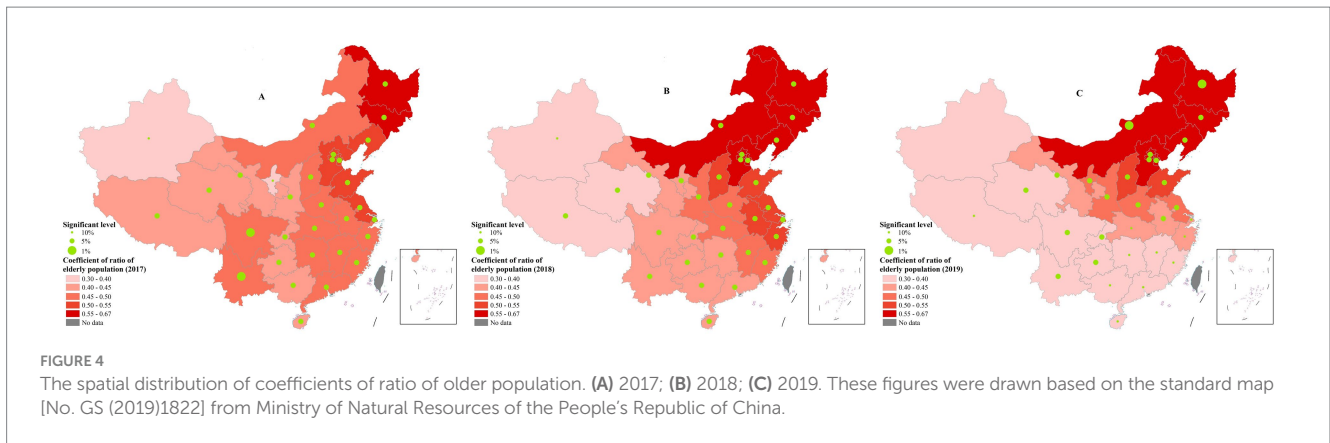 A
Significant level
10%
5%
1%
Coefficient of ratio of
elderly population (2017)
0.30 - 0.40
0.40 - 0.45
0.45 - 0.50
0.50 - 0.55
0.55 - 0.67
No data
B
Significant level
10%
5%
1%
Coefficient of ratio of
elderly population (2018)
0.30 - 0.40
0.40 - 0.45
0.45 - 0.50
0.50 - 0.55
0.55 - 0.67
No data
C
Significant level
10%
5%
1%
Coefficient of ratio of
elderly population (2019)
0.30 - 0.40
0.40 - 0.45
0.45 - 0.50
0.50 - 0.55
0.55 - 0.67
No data
FIGURE 4
The spatial distribution of coefficients of ratio of older population. (A) 2017; (B) 2018; (C) 2019. These figures were drawn based on the standard map
[No. GS (2019)1822] from Ministry of Natural Resources of the People's Republic of China.